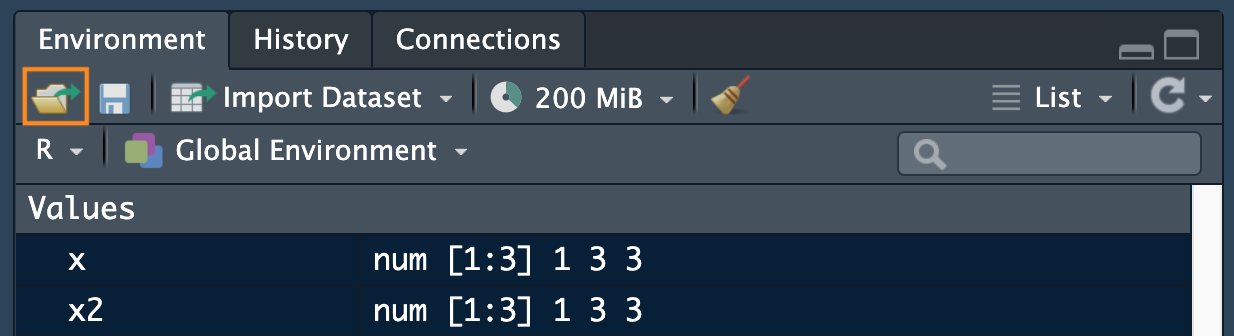 Environment History Connections
Import Dataset 200 MiB List
R Global Environment
Values
x num [1:3] 1 3 3
x2 num [1:3] 1 3 3